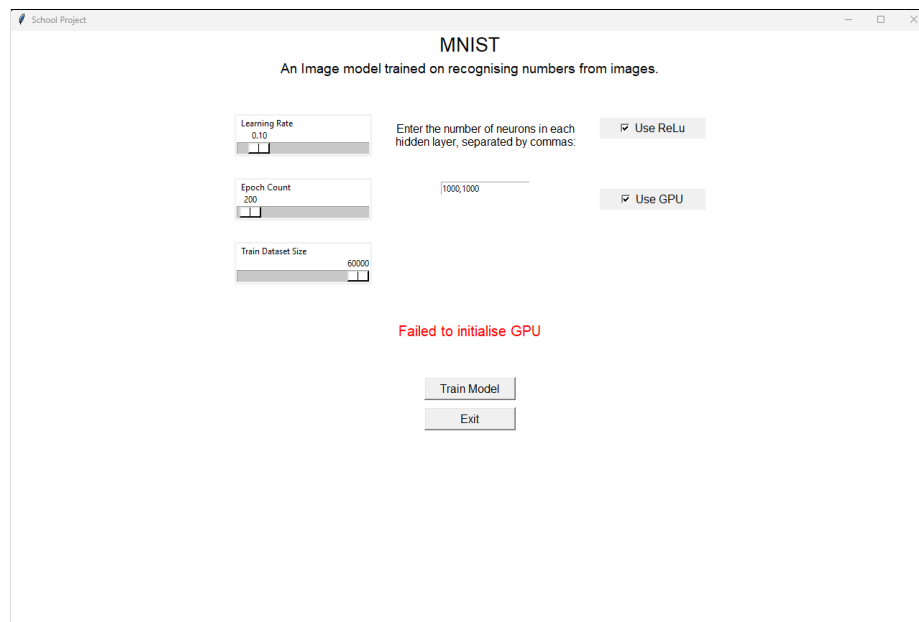 School Project
MNIST
An Image model trained on recognising numbers from images.
Learning Rate
0.10
Enter the number of neurons in each
hidden layer, separated by commas:
Use ReLu
Epoch Count
200
1000,1000
Use GPU
Train Dataset Size
60000
Failed to initialise GPU
Train Model
Exit